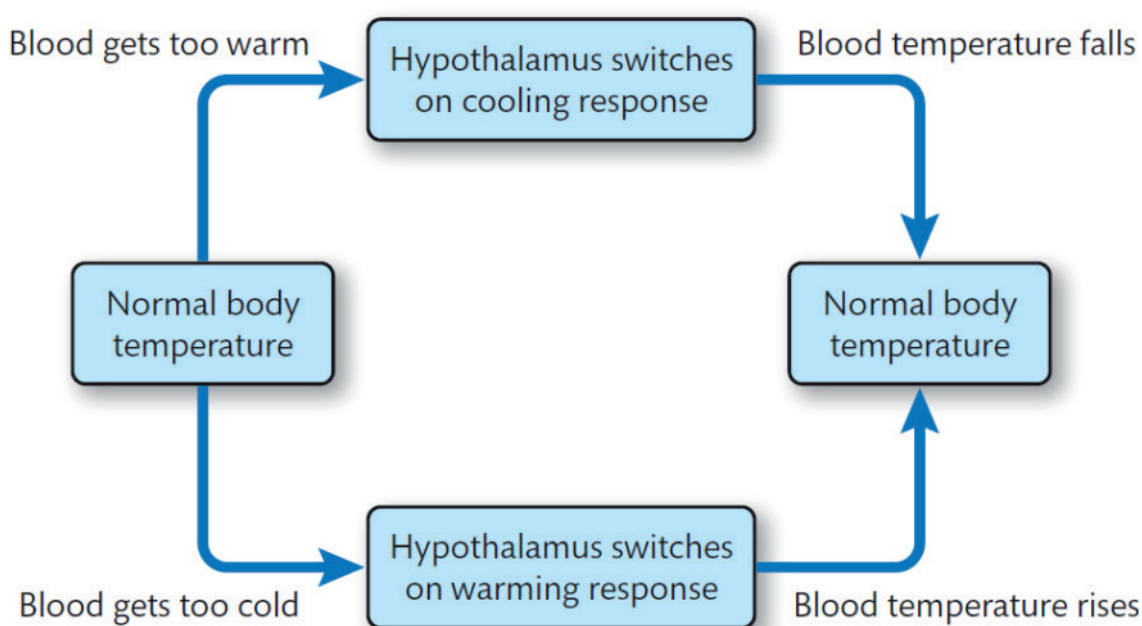 Blood gets too warm
Hypothalamus switches
on cooling response
Blood temperature falls
Normal body
temperature
Normal body
temperature
Hypothalamus switches
on warming response
Blood gets too cold
Blood temperature rises